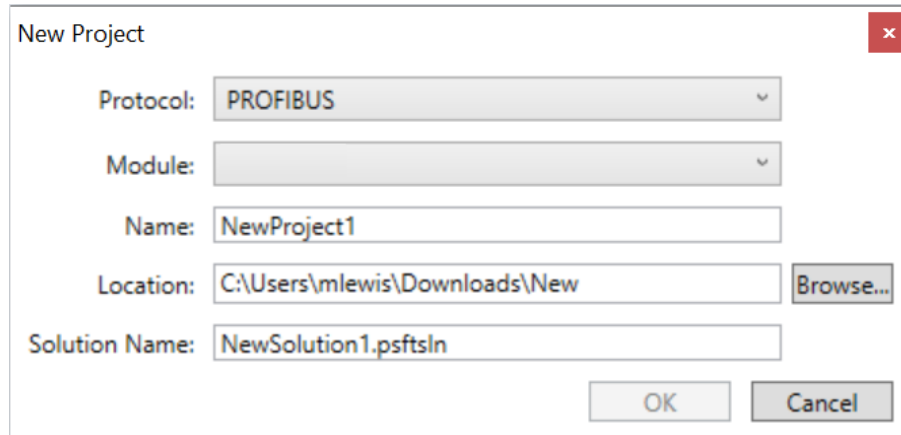 New Project
Protocol: PROFIBUS
Module:
Name: NewProject1
Location: C:\Users\mlewis\Downloads\New Browse...
Solution Name: NewSolution1.psftsln
OK Cancel